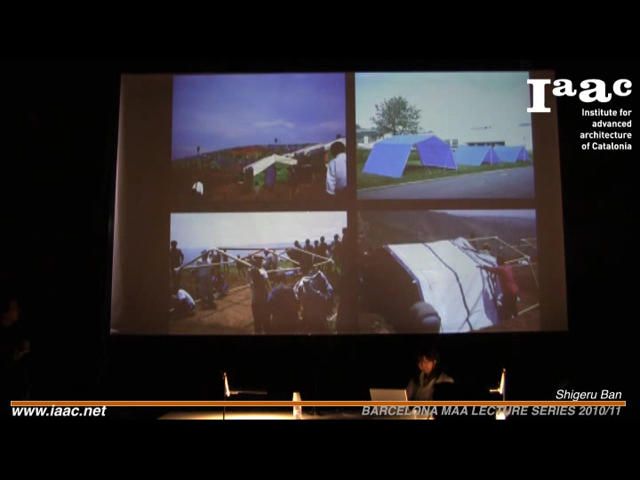 Iaac
Institute for
advanced
architecture
of Catalonia
Shigeru Ban
www.iaac.net
BARCELONA MAA LECTURE SERIES 2010/11